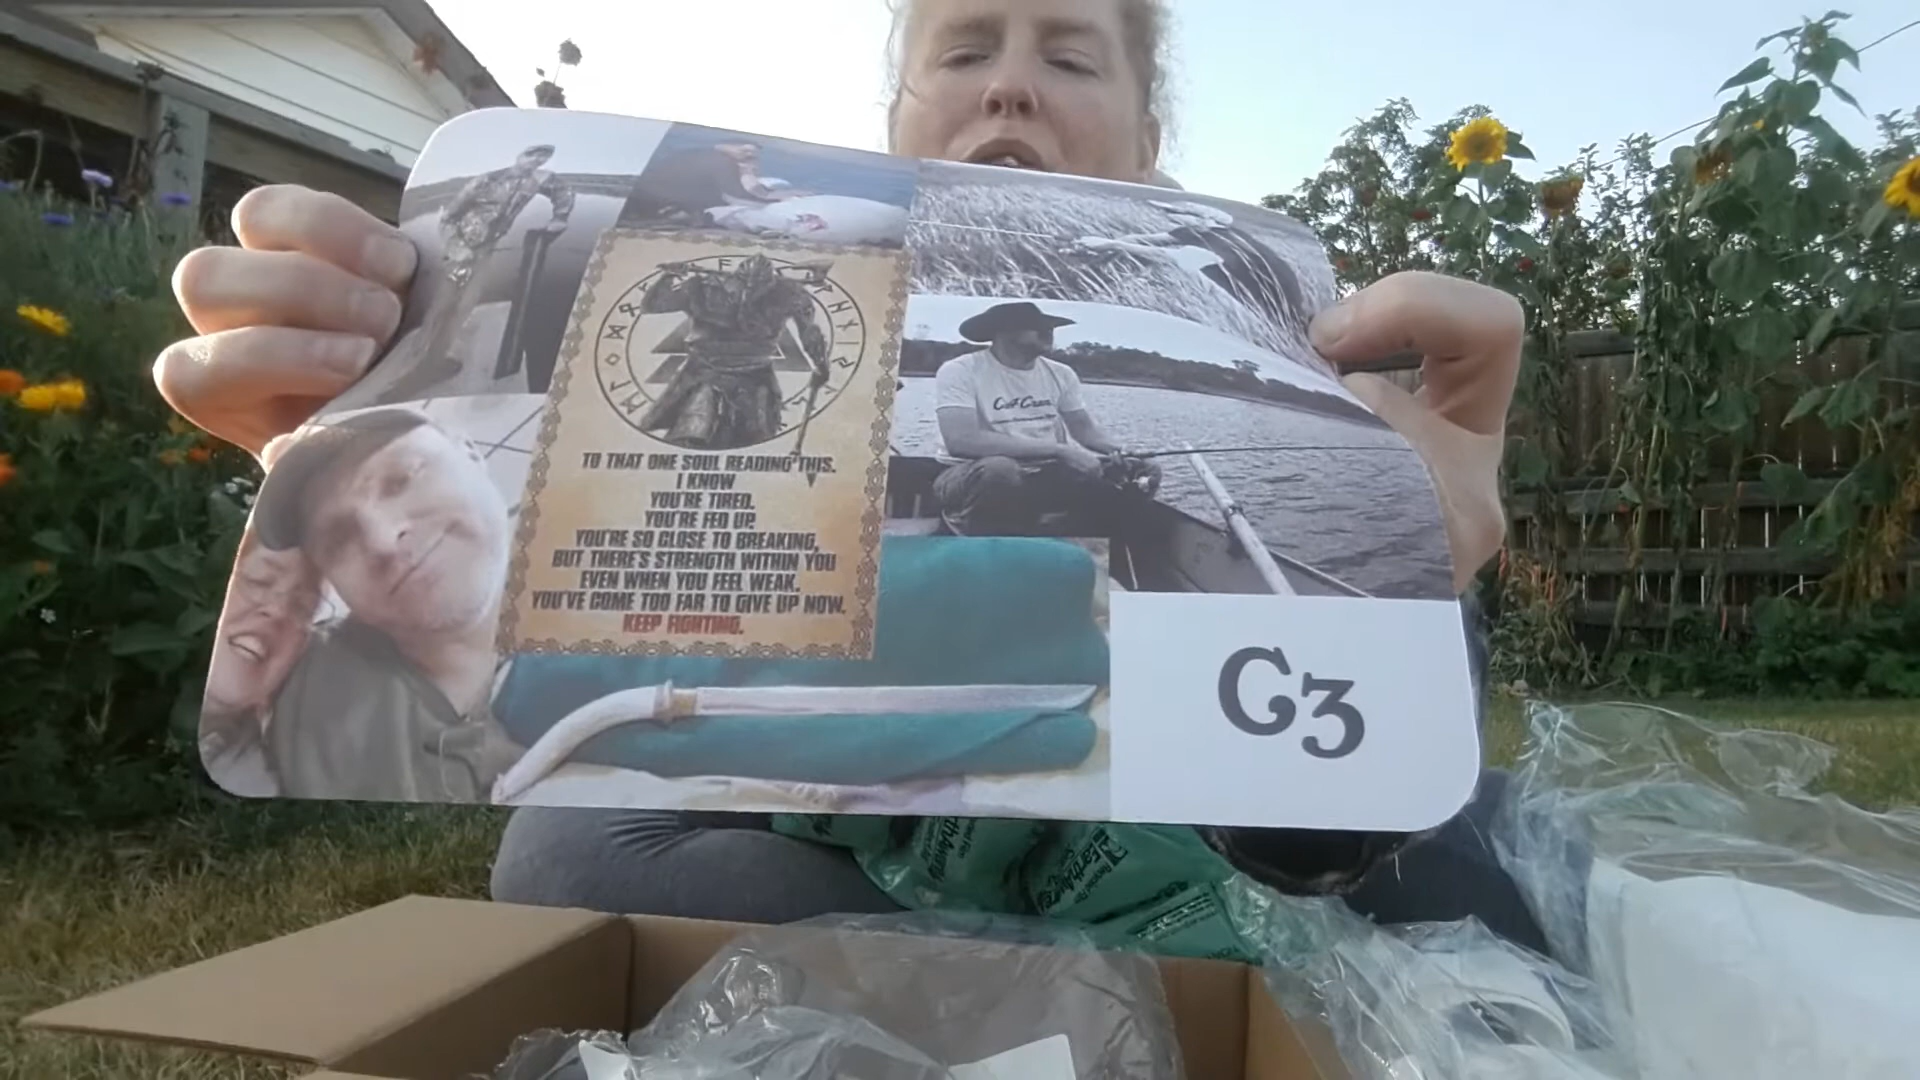 TO THAT ONE SOUL READING THIS.
I KNOW
YOU'RE TIRED.
YOU'RE FED UP.
YOU'RE SO CLOSE TO BREAKING,
BUT THERE'S STRENGTH WITHIN YOU
EVEN WHEN YOU FEEL WEAK.
YOU'VE COME TOO FAR TO GIVE UP NOW.
KEEP FIGHTING.
G3